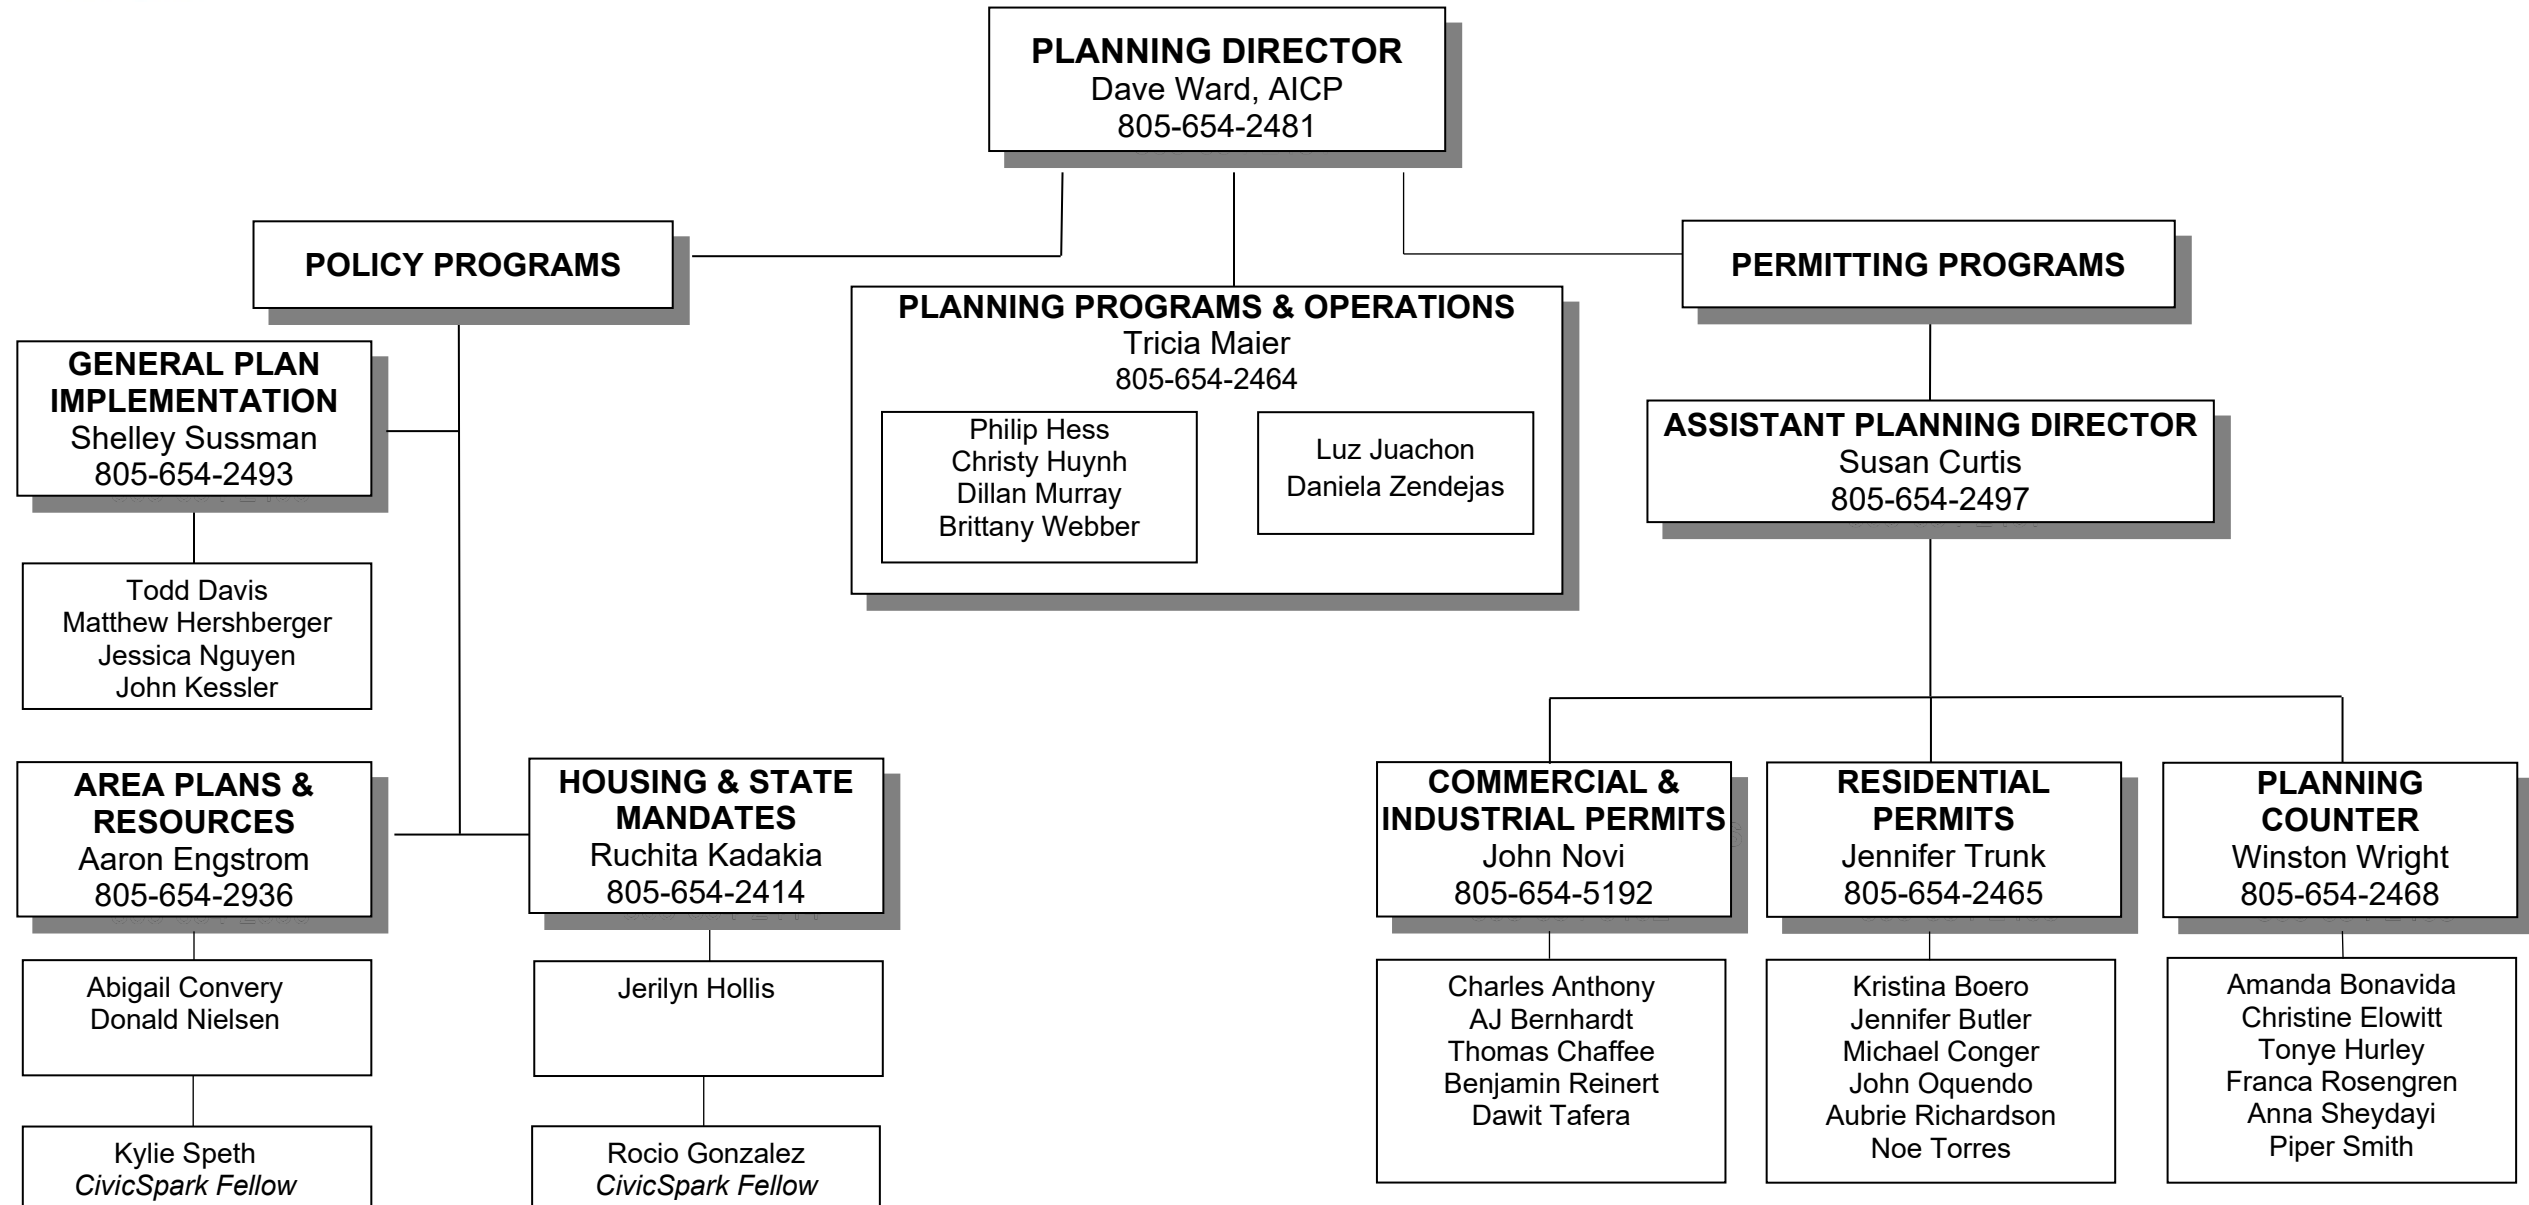 PLANNING DIRECTOR
Dave Ward, AICP
805-654-2481
POLICY PROGRAMS
GENERAL PLAN
IMPLEMENTATION
Shelley Sussman
805-654-2493
Todd Davis
Matthew Hershberger
Jessica Nguyen
John Kessler
AREA PLANS &
RESOURCES
Aaron Engstrom
805-654-2936
Abigail Convery
Donald Nielsen
Kylie Speth
CivicSpark Fellow
HOUSING & STATE
MANDATES
Ruchita Kadakia
805-654-2414
Jerilyn Hollis
Rocio Gonzalez
CivicSpark Fellow
PLANNING PROGRAMS & OPERATIONS
Tricia Maier
805-654-2464
Philip Hess
Christy Huynh
Dillan Murray
Brittany Webber
Luz Juachon
Daniela Zendejas
PERMITTING PROGRAMS
ASSISTANT PLANNING DIRECTOR
Susan Curtis
805-654-2497
COMMERCIAL &
INDUSTRIAL PERMITS
John Novi
805-654-5192
Charles Anthony
AJ Bernhardt
Thomas Chaffee
Benjamin Reinert
Dawit Tafera
RESIDENTIAL
PERMITS
Jennifer Trunk
805-654-2465
Kristina Boero
Jennifer Butler
Michael Conger
John Oquendo
Aubrie Richardson
Noe Torres
PLANNING
COUNTER
Winston Wright
805-654-2468
Amanda Bonavida
Christine Elowitt
Tonye Hurley
Franca Rosengren
Anna Sheydayi
Piper Smith